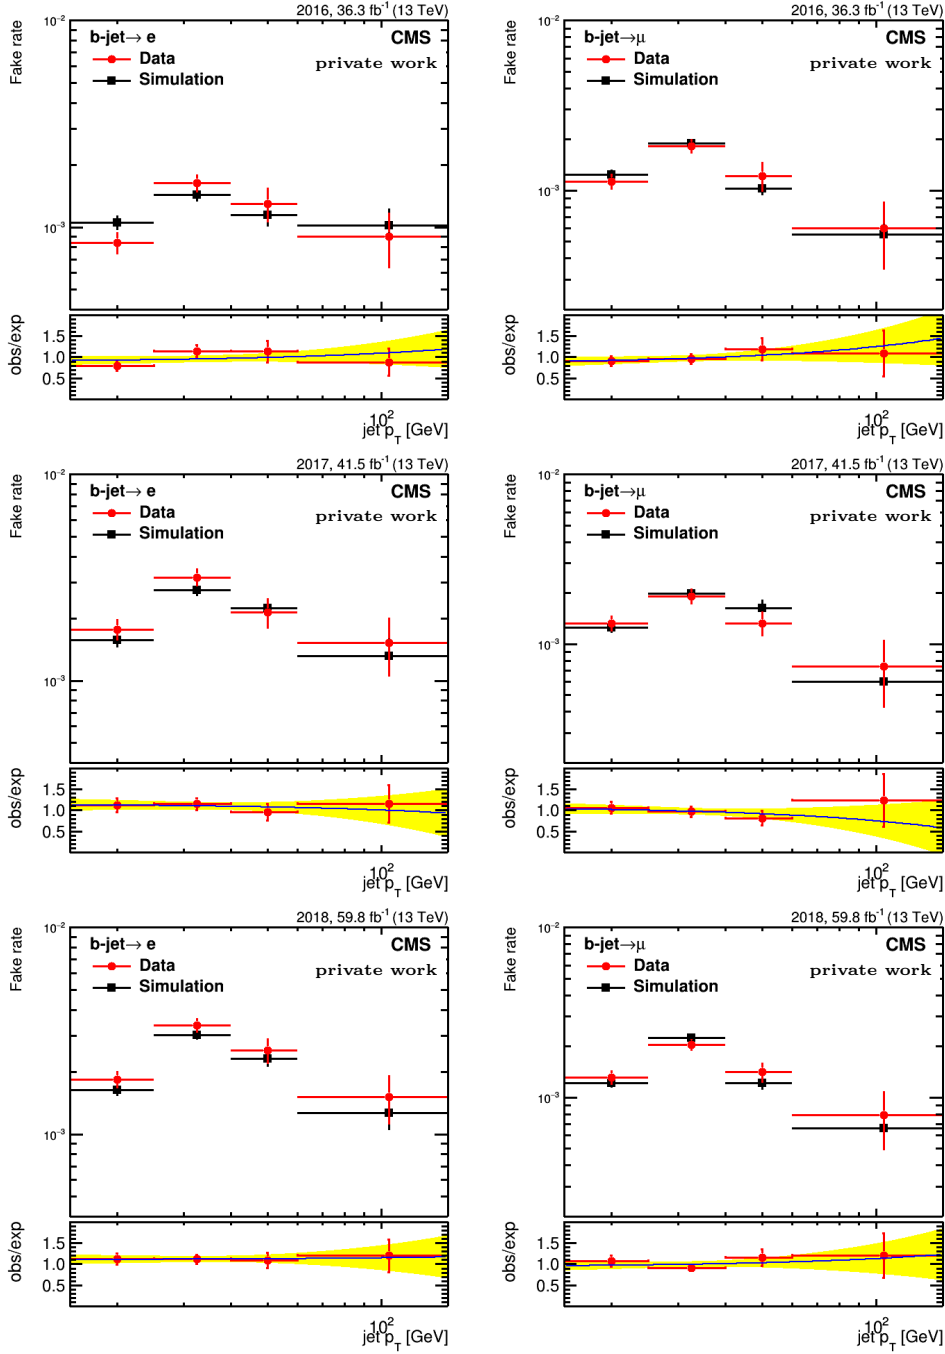 2016, 36.3 fb⁻¹ (13 TeV)
Fake rate
10⁻²
b-jet→ e
CMS
Data
private work
Simulation
10⁻³
obs/exp
1.5
1.0
0.5
10²
jet p_T [GeV]
2016, 36.3 fb⁻¹ (13 TeV)
Fake rate
10⁻²
b-jet→μ
CMS
Data
private work
Simulation
10⁻³
obs/exp
1.5
1.0
0.5
10²
jet p_T [GeV]
2017, 41.5 fb⁻¹ (13 TeV)
Fake rate
10⁻²
b-jet→ e
CMS
Data
private work
Simulation
10⁻³
obs/exp
1.5
1.0
0.5
10²
jet p_T [GeV]
2017, 41.5 fb⁻¹ (13 TeV)
Fake rate
10⁻²
b-jet→μ
CMS
Data
private work
Simulation
10⁻³
obs/exp
1.5
1.0
0.5
10²
jet p_T [GeV]
2018, 59.8 fb⁻¹ (13 TeV)
Fake rate
10⁻²
b-jet→ e
CMS
Data
private work
Simulation
10⁻³
obs/exp
1.5
1.0
0.5
10²
jet p_T [GeV]
2018, 59.8 fb⁻¹ (13 TeV)
Fake rate
10⁻²
b-jet→μ
CMS
Data
private work
Simulation
10⁻³
obs/exp
1.5
1.0
0.5
10²
jet p_T [GeV]